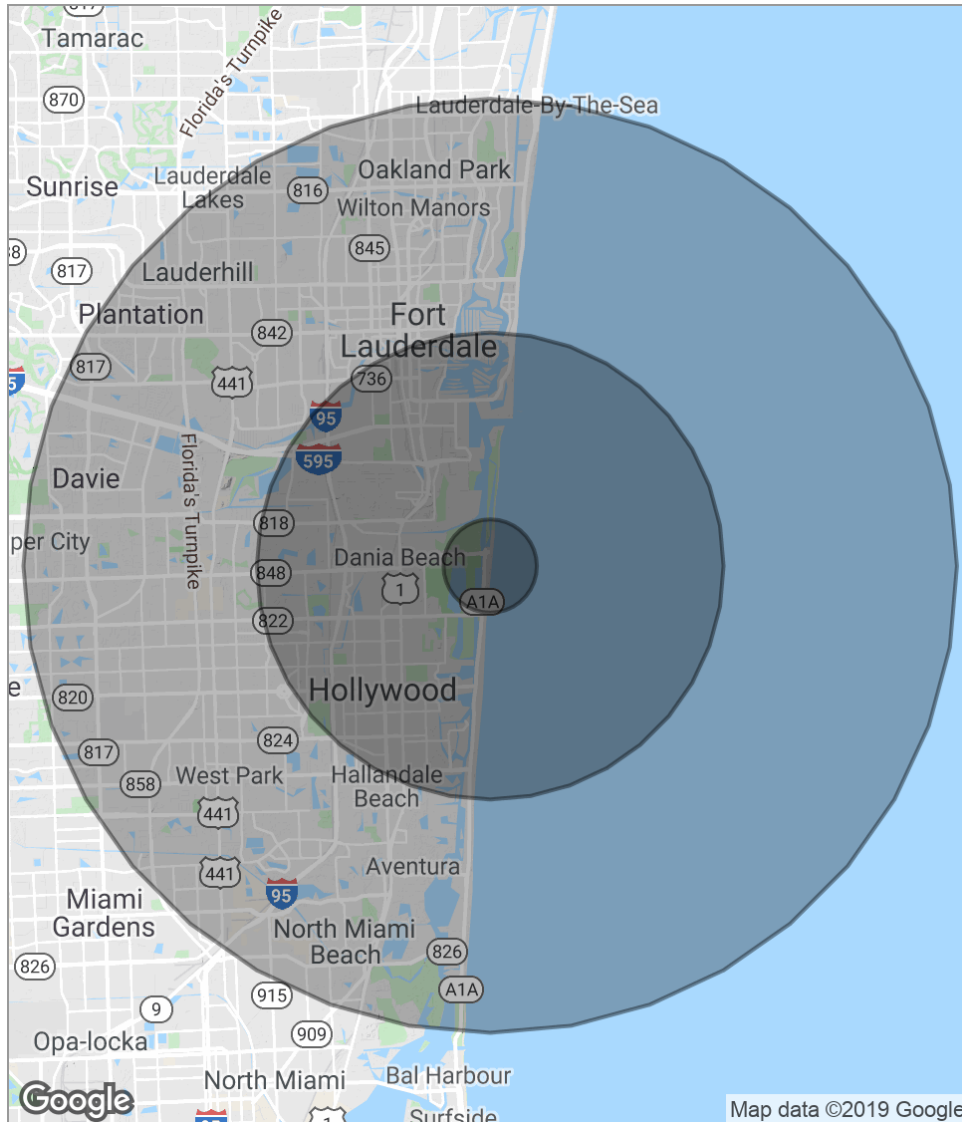 817
Tamarac
Florida's Turnpike
870
Lauderdale-By-The-Sea
Oakland Park
Lauderdale
Lakes
Sunrise
816
Wilton Manors
845
817
Lauderhill
Plantation
Fort
Lauderdale
842
817
441
736
5
95
595
Florida's Turnpike
Davie
818
per City
Dania Beach
848
1
A1A
822
Hollywood
e
820
824
817
West Park
858
Hallandale
Beach
441
Aventura
441
95
Miami
Gardens
North Miami
Beach
826
826
A1A
915
9
909
Opa-locka
North Miami
Bal Harbour
Surfside
1
Google
Map data ©2019 Google